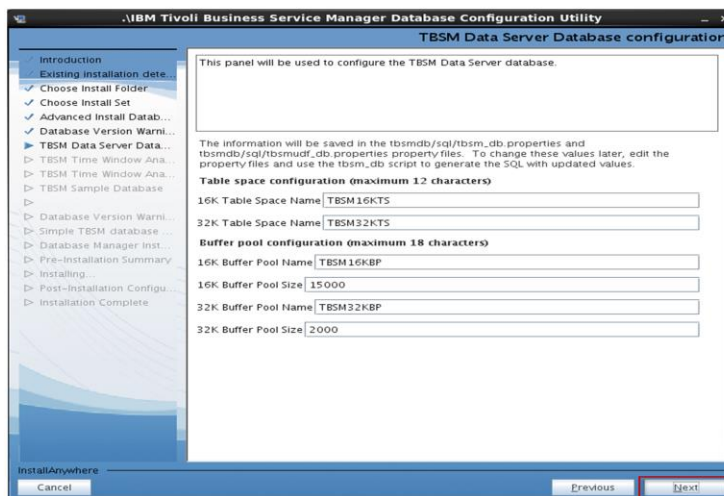 .\IBM Tivoli Business Service Manager Database Configuration Utility
TBSM Data Server Database configuration
Introduction
Existing installation dete...
Choose Install Folder
Choose Install Set
Advanced Install Datab...
Database Version Warni...
TBSM Data Server Data...
TBSM Time Window Ana...
TBSM Time Window Ana...
TBSM Sample Database
Database Version Warni...
Simple TBSM database ...
Database Manager Inst...
Pre-Installation Summary
Installing...
Post-Installation Configu...
Installation Complete
This panel will be used to configure the TBSM Data Server database.
The information will be saved in the tbsmdb/sql/tbsm_db.properties and
tbsmdb/sql/tbsmudf_db.properties property files. To change these values later, edit the
property files and use the tbsm_db script to generate the SQL with updated values.
Table space configuration (maximum 12 characters)
16K Table Space Name TBSM16KTS
32K Table Space Name TBSM32KTS
Buffer pool configuration (maximum 18 characters)
16K Buffer Pool Name TBSM16KBP
16K Buffer Pool Size 15000
32K Buffer Pool Name TBSM32KBP
32K Buffer Pool Size 2000
InstallAnywhere
Cancel Previous Next